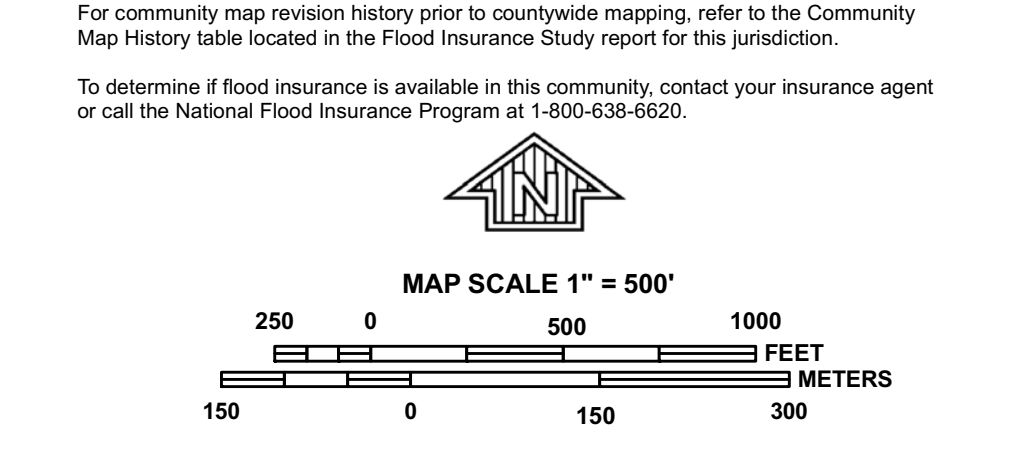 For community map revision history prior to countywide mapping, refer to the Community
Map History table located in the Flood Insurance Study report for this jurisdiction.
To determine if flood insurance is available in this community, contact your insurance agent
or call the National Flood Insurance Program at 1-800-638-6620.
N
MAP SCALE 1" = 500'
250 0 500 1000
FEET
METERS
150 0 150 300